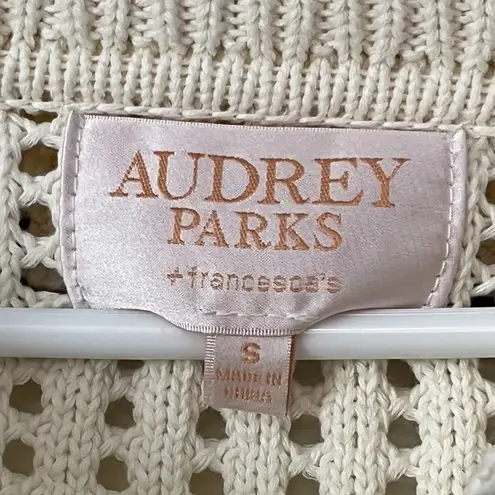 AUDREY
PARKS
+francesca's
S
MADE IN
CHINA